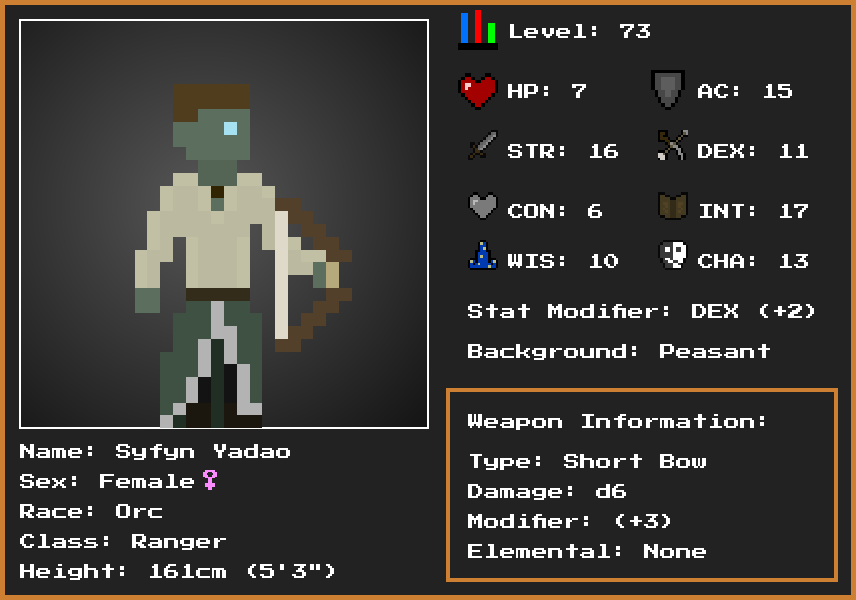 Level: 73
HP: 7 AC: 15
STR: 16 DEX: 11
CON: 6 INT: 17
WIS: 10 CHA: 13
Stat Modifier: DEX (+2)
Background: Peasant
Weapon Information:
Type: Short Bow
Damage: d6
Modifier: (+3)
Elemental: None
Name: Syfyn Yadao
Sex: Female♀
Race: Orc
Class: Ranger
Height: 161cm (5'3")